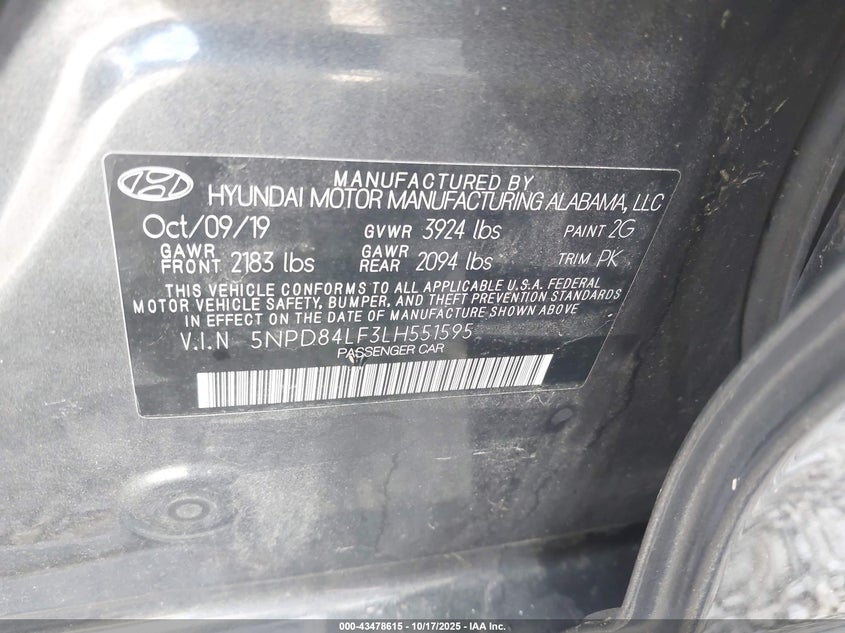 MANUFACTURED BY
HYUNDAI MOTOR MANUFACTURING ALABAMA, LLC
Oct/09/19 GVWR 3924 lbs PAINT 2G
GAWR FRONT 2183 lbs GAWR REAR 2094 lbs TRIM PK
THIS VEHICLE CONFORMS TO ALL APPLICABLE U.S.A. FEDERAL
MOTOR VEHICLE SAFETY, BUMPER, AND THEFT PREVENTION STANDARDS
IN EFFECT ON THE DATE OF MANUFACTURE SHOWN ABOVE
V.I.N 5NPD84LF3LH551595
PASSENGER CAR
000-43478615 - 10/17/2025 - IAA Inc.